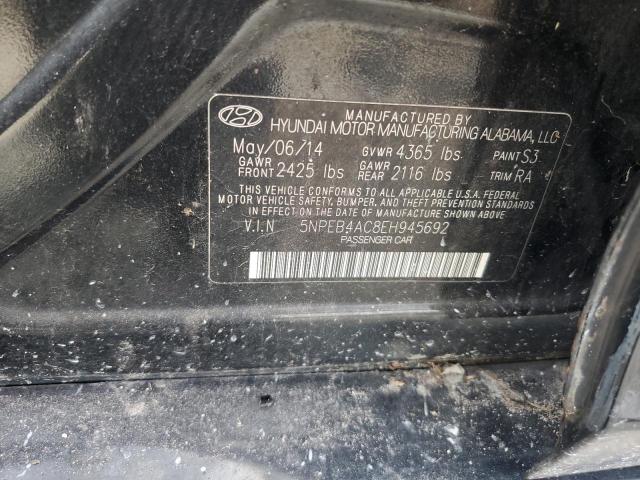 MANUFACTURED BY
HYUNDAI MOTOR MANUFACTURING ALABAMA, LLC
May/06/14 GVWR 4365 lbs PAINT S3
GAWR FRONT 2425 lbs GAWR REAR 2116 lbs TRIM RA
THIS VEHICLE CONFORMS TO ALL APPLICABLE U.S.A. FEDERAL
MOTOR VEHICLE SAFETY, BUMPER, AND THEFT PREVENTION STANDARDS
IN EFFECT ON THE DATE OF MANUFACTURE SHOWN ABOVE
V.I.N 5NPEB4AC8EH945692
PASSENGER CAR